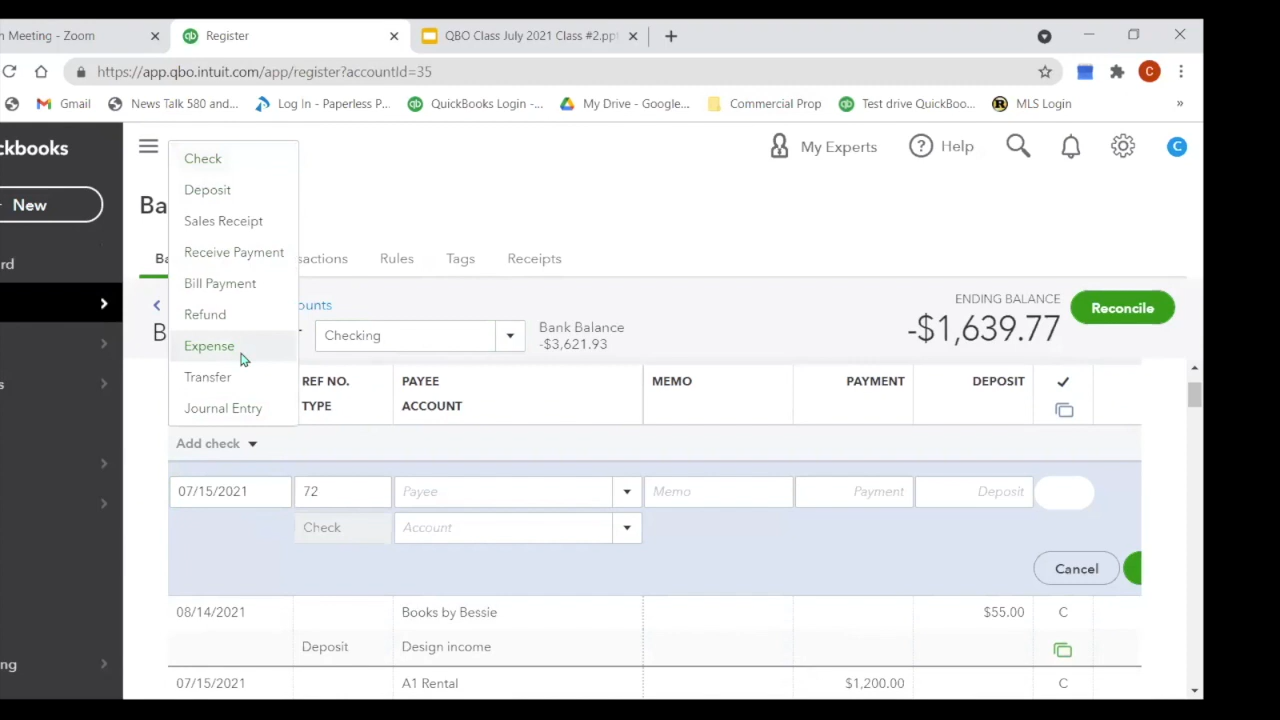 n Meeting - Zoom
Register
QBO Class July 2021 Class #2.ppt
https://app.qbo.intuit.com/app/register?accountId=35
C
Gmail
News Talk 580 and...
Log In - Paperless P...
QuickBooks Login -...
My Drive - Google...
Commercial Prop
Test drive QuickBoo...
MLS Login
»
ckbooks
My Experts
Help
C
New
Check
Deposit
Sales Receipt
Receive Payment
Bill Payment
Refund
Expense
Transfer
Journal Entry
Ba
rd
Ba
sactions
Rules
Tags
Receipts
ounts
B
Checking
Bank Balance
-$3,621.93
ENDING BALANCE
-$1,639.77
Reconcile
s
REF NO.
TYPE
PAYEE
ACCOUNT
MEMO
PAYMENT
DEPOSIT
Add check
07/15/2021
72
Payee
Memo
Payment
Deposit
Check
Account
Cancel
08/14/2021
Books by Bessie
$55.00
C
Deposit
Design income
ng
07/15/2021
A1 Rental
$1,200.00
C